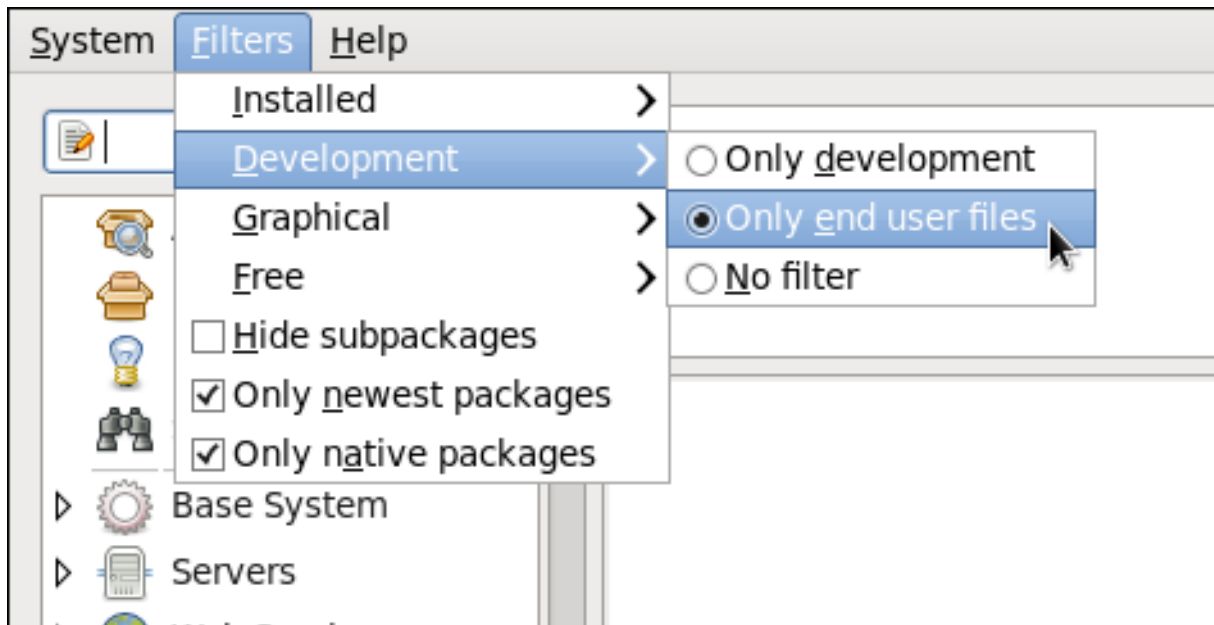 System Filters Help
Installed
Development
Only development
Graphical
Only end user files
Free
No filter
Hide subpackages
Only newest packages
Only native packages
Base System
Servers